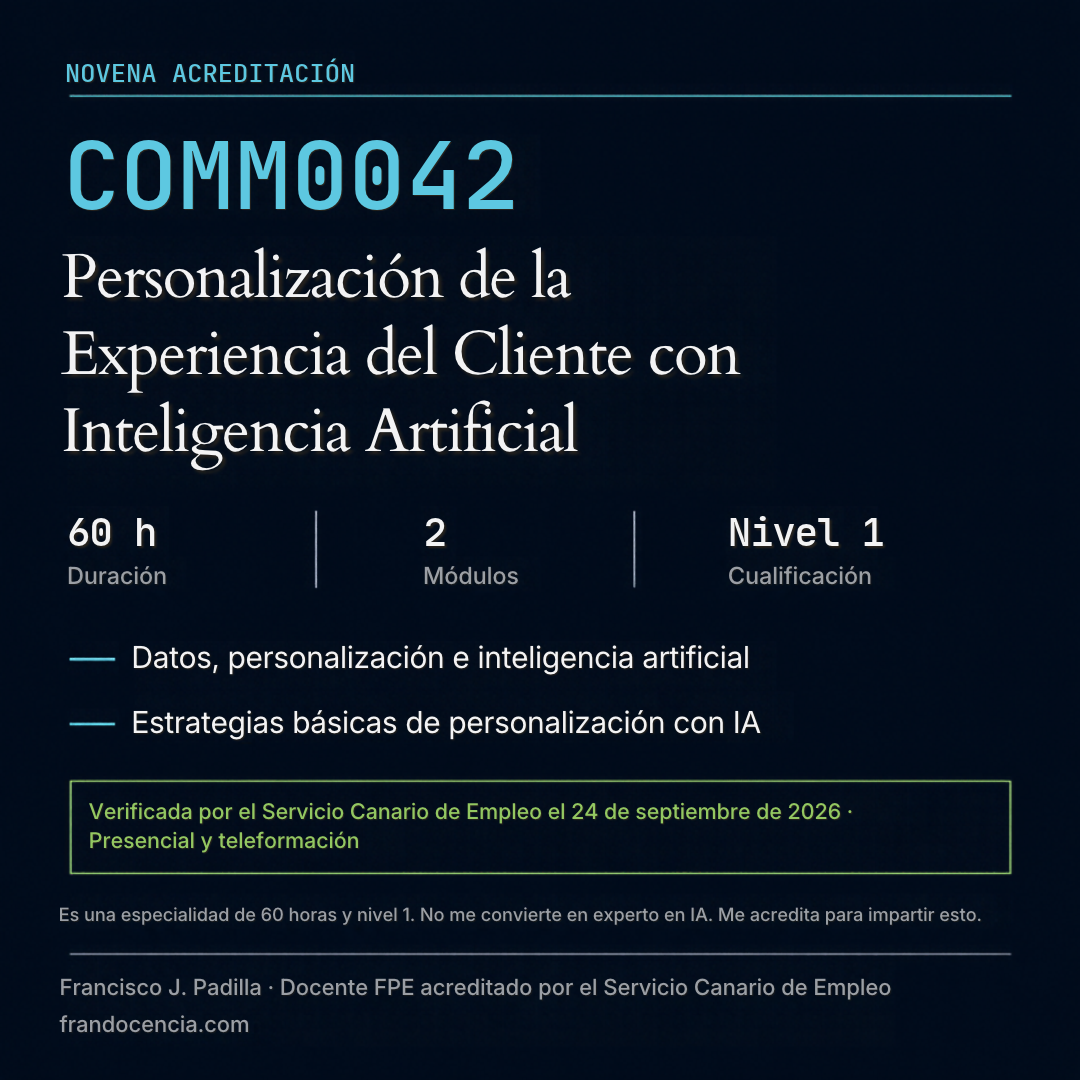 NOVENA ACREDITACIÓN
COMM0042
Personalización de la
Experiencia del Cliente con
Inteligencia Artificial
60 h
Duración
2
Módulos
Nivel 1
Cualificación
Datos, personalización e inteligencia artificial
Estrategias básicas de personalización con IA
Verificada por el Servicio Canario de Empleo el 24 de septiembre de 2026 ·
Presencial y teleformación
Es una especialidad de 60 horas y nivel 1. No me convierte en experto en IA. Me acredita para impartir esto.
Francisco J. Padilla · Docente FPE acreditado por el Servicio Canario de Empleo
frandocencia.com